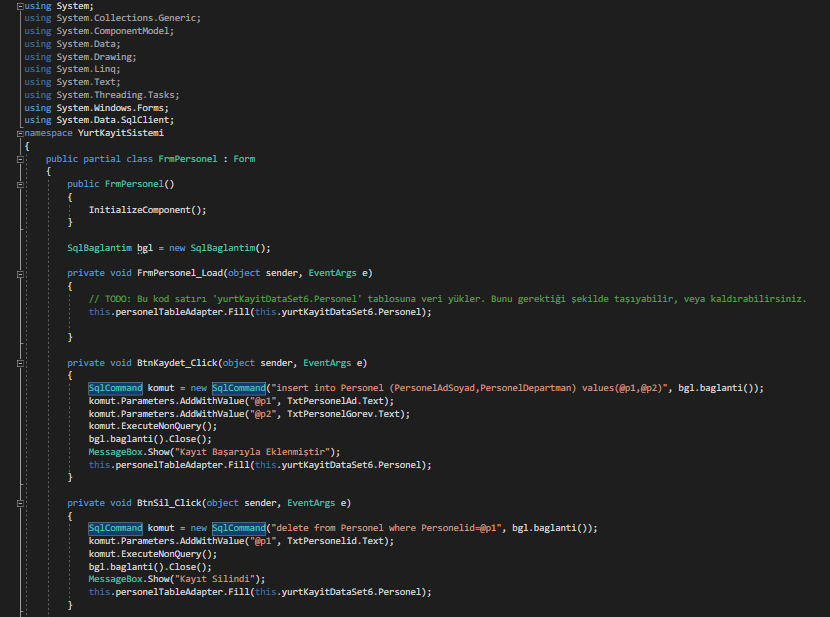 using System;
using System.Collections.Generic;
using System.ComponentModel;
using System.Data;
using System.Drawing;
using System.Linq;
using System.Text;
using System.Threading.Tasks;
using System.Windows.Forms;
using System.Data.SqlClient;
namespace YurtKayitSistemi
{
    public partial class FrmPersonel : Form
    {
        public FrmPersonel()
        {
            InitializeComponent();
        }

        SqlBaglantim bgl = new SqlBaglantim();

        private void FrmPersonel_Load(object sender, EventArgs e)
        {
            // TODO: Bu kod satırı 'yurtKayitDataSet6.Personel' tablosuna veri yükler. Bunu gerektiği şekilde taşıyabilir, veya kaldırabilirsiniz.
            this.personelTableAdapter.Fill(this.yurtKayitDataSet6.Personel);

        }

        private void BtnKaydet_Click(object sender, EventArgs e)
        {
            SqlCommand komut = new SqlCommand("insert into Personel (PersonelAdSoyad,PersonelDepartman) values(@p1,@p2)", bgl.baglanti());
            komut.Parameters.AddWithValue("@p1", TxtPersonelAd.Text);
            komut.Parameters.AddWithValue("@p2", TxtPersonelGorev.Text);
            komut.ExecuteNonQuery();
            bgl.baglanti().Close();
            MessageBox.Show("Kayıt Başarıyla Eklenmiştir");
            this.personelTableAdapter.Fill(this.yurtKayitDataSet6.Personel);
        }

        private void BtnSil_Click(object sender, EventArgs e)
        {
            SqlCommand komut = new SqlCommand("delete from Personel where Personelid=@p1", bgl.baglanti());
            komut.Parameters.AddWithValue("@p1", TxtPersonelid.Text);
            komut.ExecuteNonQuery();
            bgl.baglanti().Close();
            MessageBox.Show("Kayıt Silindi");
            this.personelTableAdapter.Fill(this.yurtKayitDataSet6.Personel);
        }